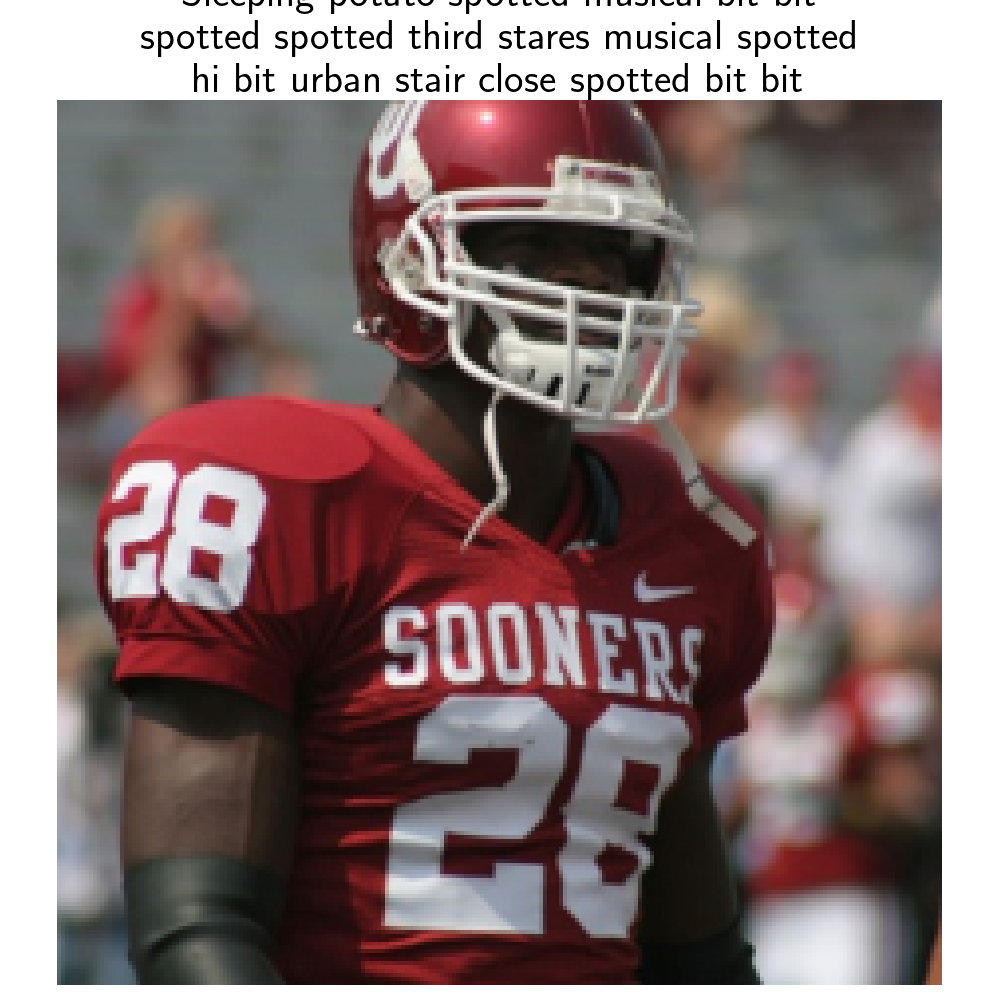 Sleeping potato spotted musical bit bit
spotted spotted third stares musical spotted
hi bit urban stair close spotted bit bit
28
SOONERS
28